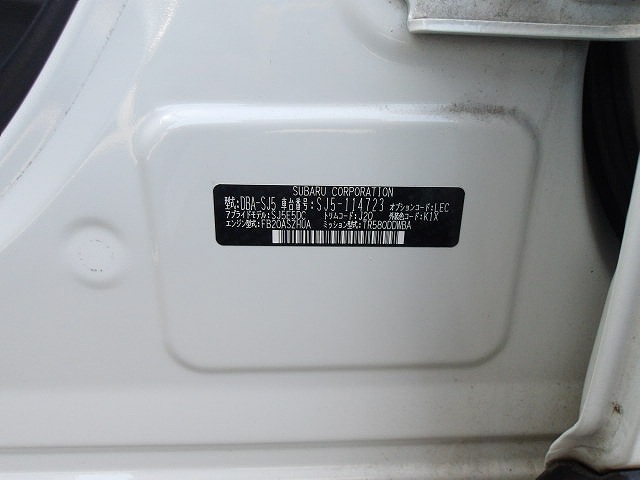 SUBARU CORPORATION
型式:DBA-SJ5 車台番号:SJ5-114723 オプションコード:LEC
アプライドモデル:SJ5E5DC トリムコード:J20 外装色コード:K1X
エンジン型式:FB20ASZH0A ミッション型式:TR580DDWBA